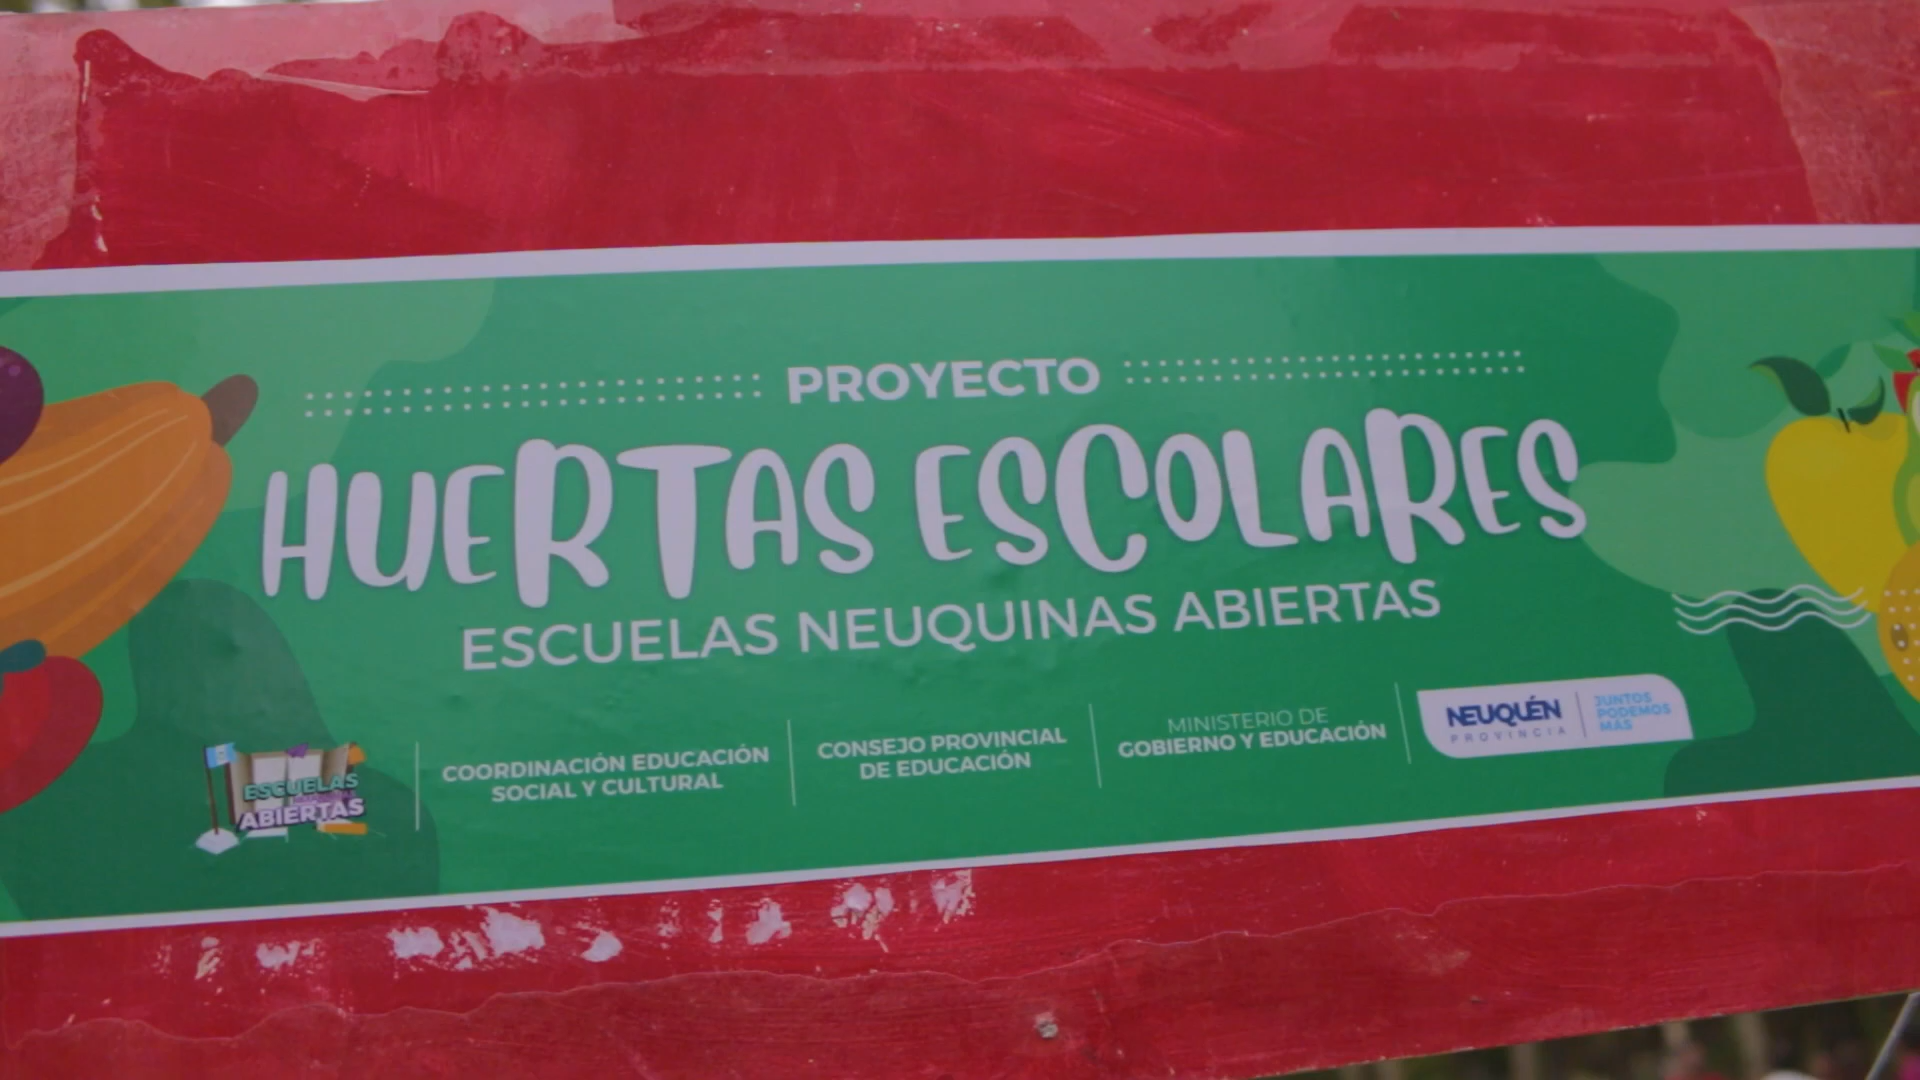 PROYECTO
HUERTAS ESCOLARES
ESCUELAS NEUQUINAS ABIERTAS
ESCUELAS
ABIERTAS
COORDINACIÓN EDUCACIÓN
SOCIAL Y CULTURAL
CONSEJO PROVINCIAL
DE EDUCACIÓN
MINISTERIO DE
GOBIERNO Y EDUCACIÓN
NEUQUÉN
PROVINCIA
JUNTOS
PODEMOS
MÁS